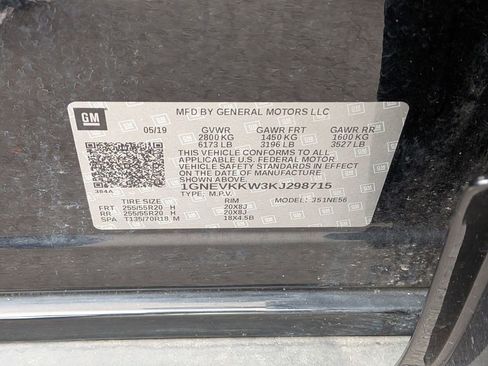 GM
MFD BY GENERAL MOTORS LLC
05/19 GVWR GAWR FRT GAWR RR
2800 KG 1450 KG 1600 KG
6173 LB 3196 LB 3527 LB
THIS VEHICLE CONFORMS TO ALL
APPLICABLE U.S. FEDERAL MOTOR
VEHICLE SAFETY STANDARDS IN EFFECT
ON THE DATE OF MANUFACTURE SHOWN ABOVE.
384A 1GNEVKKW3KJ298715
TYPE: M.P.V. MODEL: JS1NE56
TIRE SIZE RIM
FRT 255/55R20 H 20X8J
RR 255/55R20 H 20X8J
SPA T135/70R18 M 18X4.5B